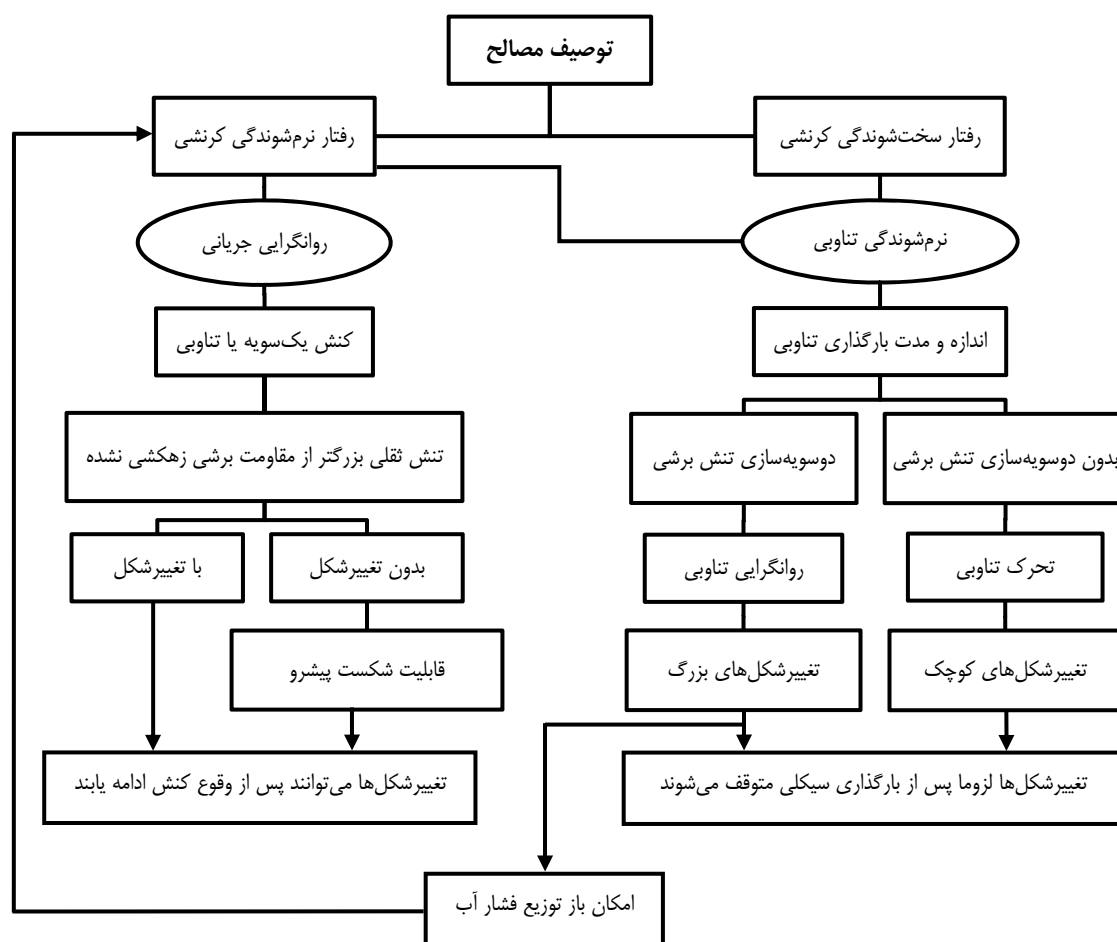 توصیف مصالح
رفتار سخت‌شوندگی کرنشی
رفتار نرم‌شوندگی کرنشی
نرم‌شوندگی تناوبی
روانگرایی جریانی
اندازه و مدت بارگذاری تناوبی
کنش یک‌سویه یا تناوبی
بدون دوسویه‌سازی تنش برشی
دوسویه‌سازی تنش برشی
تنش ثقلی بزرگتر از مقاومت برشی زهکشی نشده
تحرک تناوبی
روانگرایی تناوبی
بدون تغییرشکل
با تغییرشکل
تغییرشکل‌های کوچک
تغییرشکل‌های بزرگ
قابلیت شکست پیشرو
تغییرشکل‌ها لزوما پس از بارگذاری سیکلی متوقف می‌شوند
تغییرشکل‌ها می‌توانند پس از وقوع کنش ادامه یابند
امکان باز توزیع فشار آب